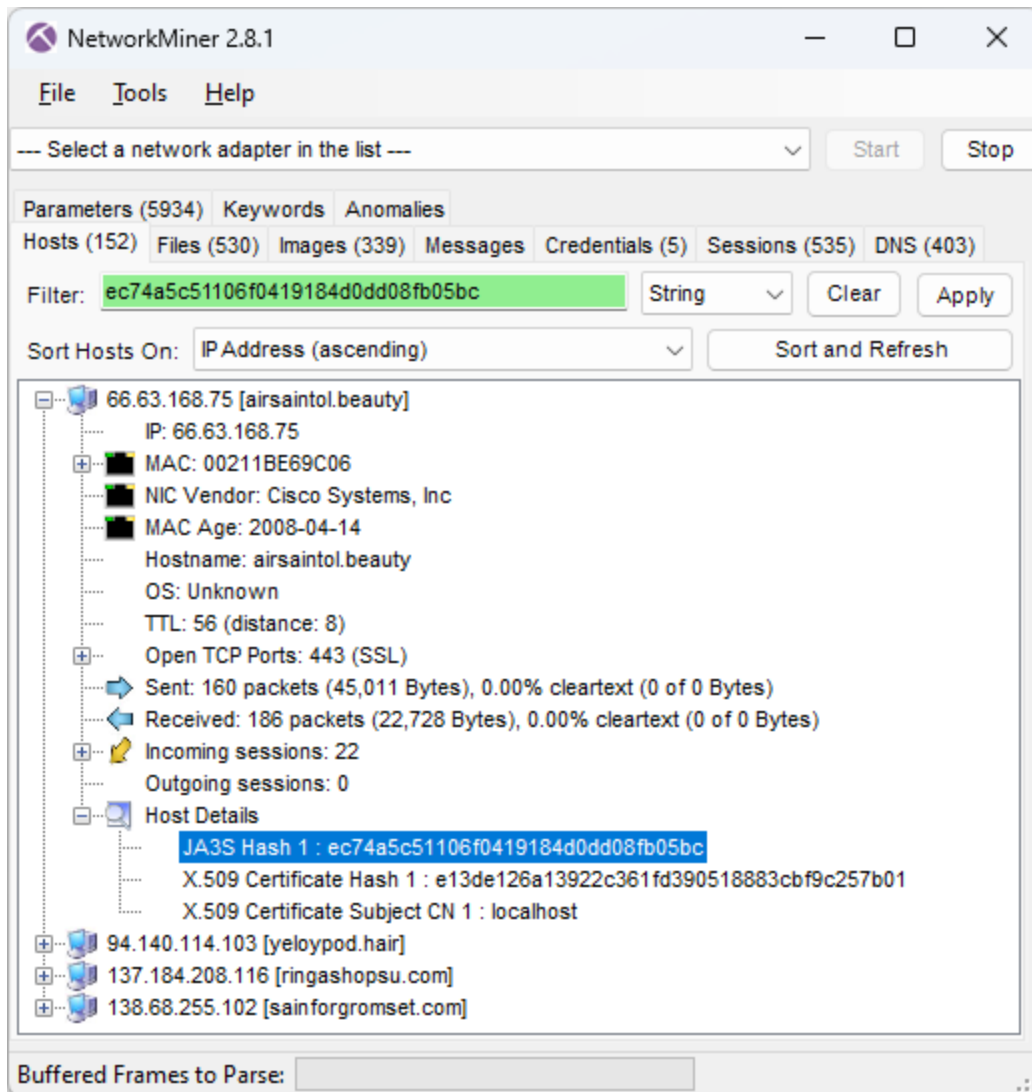 NetworkMiner 2.8.1
File Tools Help
--- Select a network adapter in the list --- Start Stop
Parameters (5934) Keywords Anomalies
Hosts (152) Files (530) Images (339) Messages Credentials (5) Sessions (535) DNS (403)
Filter: ec74a5c51106f0419184d0dd08fb05bc String Clear Apply
Sort Hosts On: IP Address (ascending) Sort and Refresh
66.63.168.75 [airsaintol.beauty]
IP: 66.63.168.75
MAC: 00211BE69C06
NIC Vendor: Cisco Systems, Inc
MAC Age: 2008-04-14
Hostname: airsaintol.beauty
OS: Unknown
TTL: 56 (distance: 8)
Open TCP Ports: 443 (SSL)
Sent: 160 packets (45,011 Bytes), 0.00% cleartext (0 of 0 Bytes)
Received: 186 packets (22,728 Bytes), 0.00% cleartext (0 of 0 Bytes)
Incoming sessions: 22
Outgoing sessions: 0
Host Details
JA3S Hash 1 : ec74a5c51106f0419184d0dd08fb05bc
X.509 Certificate Hash 1 : e13de126a13922c361fd390518883cbf9c257b01
X.509 Certificate Subject CN 1 : localhost
94.140.114.103 [yeloypod.hair]
137.184.208.116 [ringashopsu.com]
138.68.255.102 [sainforgromset.com]
Buffered Frames to Parse: